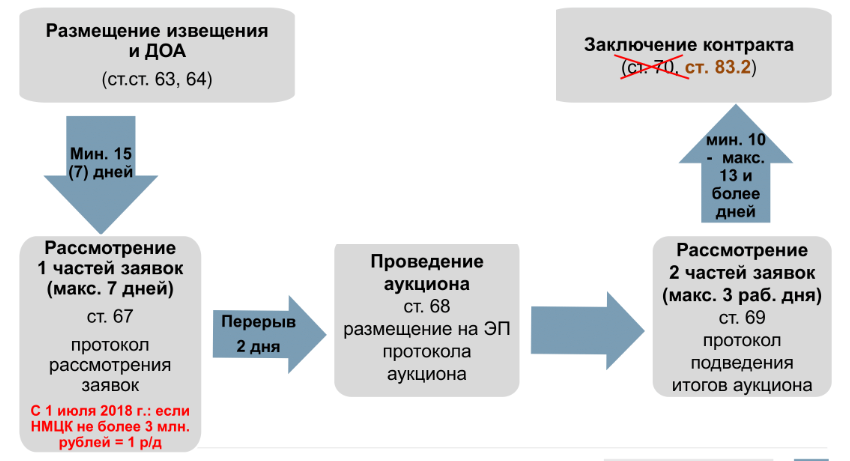 Размещение извещения
и ДОА
(ст.ст. 63, 64)
Мин. 15
(7) дней
Рассмотрение
1 частей заявок
(макс. 7 дней)
ст. 67
протокол
рассмотрения
заявок
С 1 июля 2018 г.: если
НМЦК не более 3 млн.
рублей = 1 р/д
Перерыв
2 дня
Проведение
аукциона
ст. 68
размещение на ЭП
протокола
аукциона
Рассмотрение
2 частей заявок
(макс. 3 раб. дня)
ст. 69
протокол
подведения
итогов аукциона
мин. 10
- макс.
13 и
более
дней
Заключение контракта
(ст. 70, ст. 83.2)